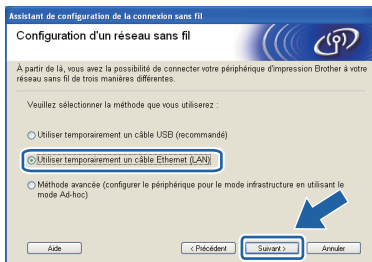 Assistant de configuration de la connexion sans fil
Configuration d'un réseau sans fil
À partir de là, vous avez la possibilité de connecter votre périphérique d'impression Brother à votre
réseau sans fil de trois manières différentes.
Veuillez sélectionner la méthode que vous utiliserez :
Utiliser temporairement un câble USB (recommandé)
Utiliser temporairement un câble Ethernet (LAN)
Méthode avancée (configurer le périphérique pour le mode infrastructure en utilisant le
mode Ad-hoc)
Aide < Précédent Suivant > Annuler